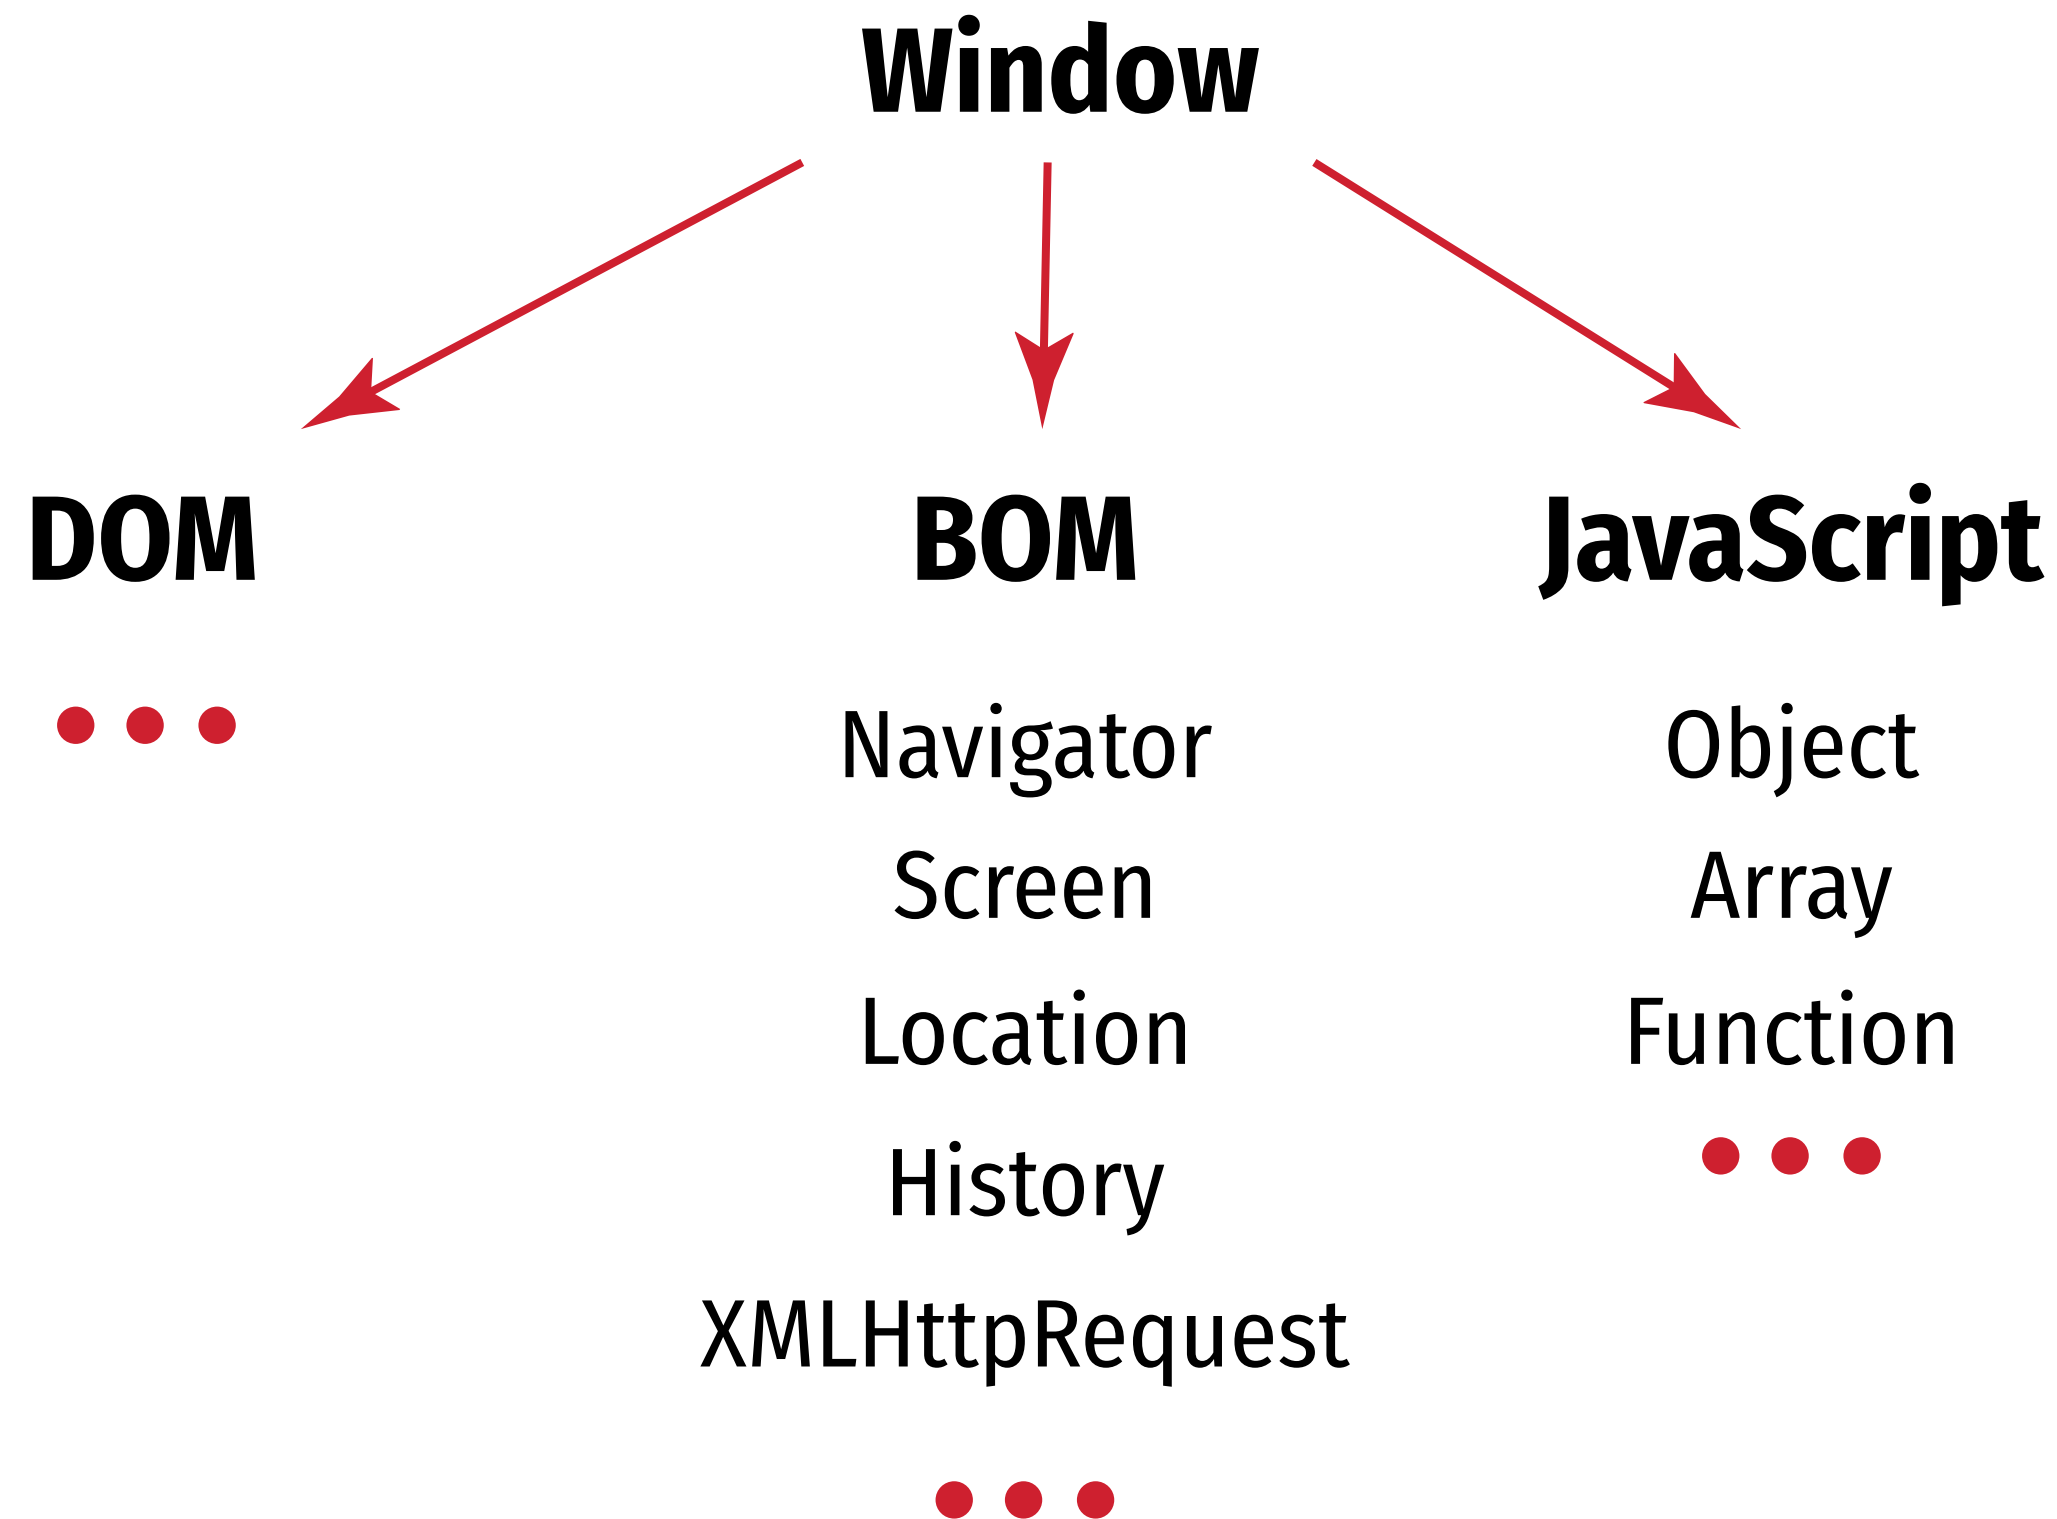 Window
DOM
BOM
JavaScript
Navigator
Screen
Location
History
XMLHttpRequest
Object
Array
Function